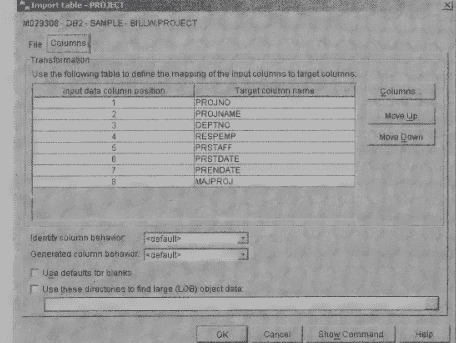 Import table - PROJECT
M079308 - DB2 - SAMPLE - BILLW.PROJECT
File Columns
Transformation
Use the following table to define the mapping of the input columns to target columns.
Input data column position Target column name
1 PROJNO
2 PROJNAME
3 DEPTNO
4 RESPEMP
5 PRSTAFF
6 PRSTDATE
7 PRENDATE
8 MAJPROJ
Columns...
Move Up
Move Down
Identity column behavior: <default>
Generated column behavior: <default>
Use defaults for blanks
Use these directories to find large (LOB) object data:
...
OK Cancel Show Command Help